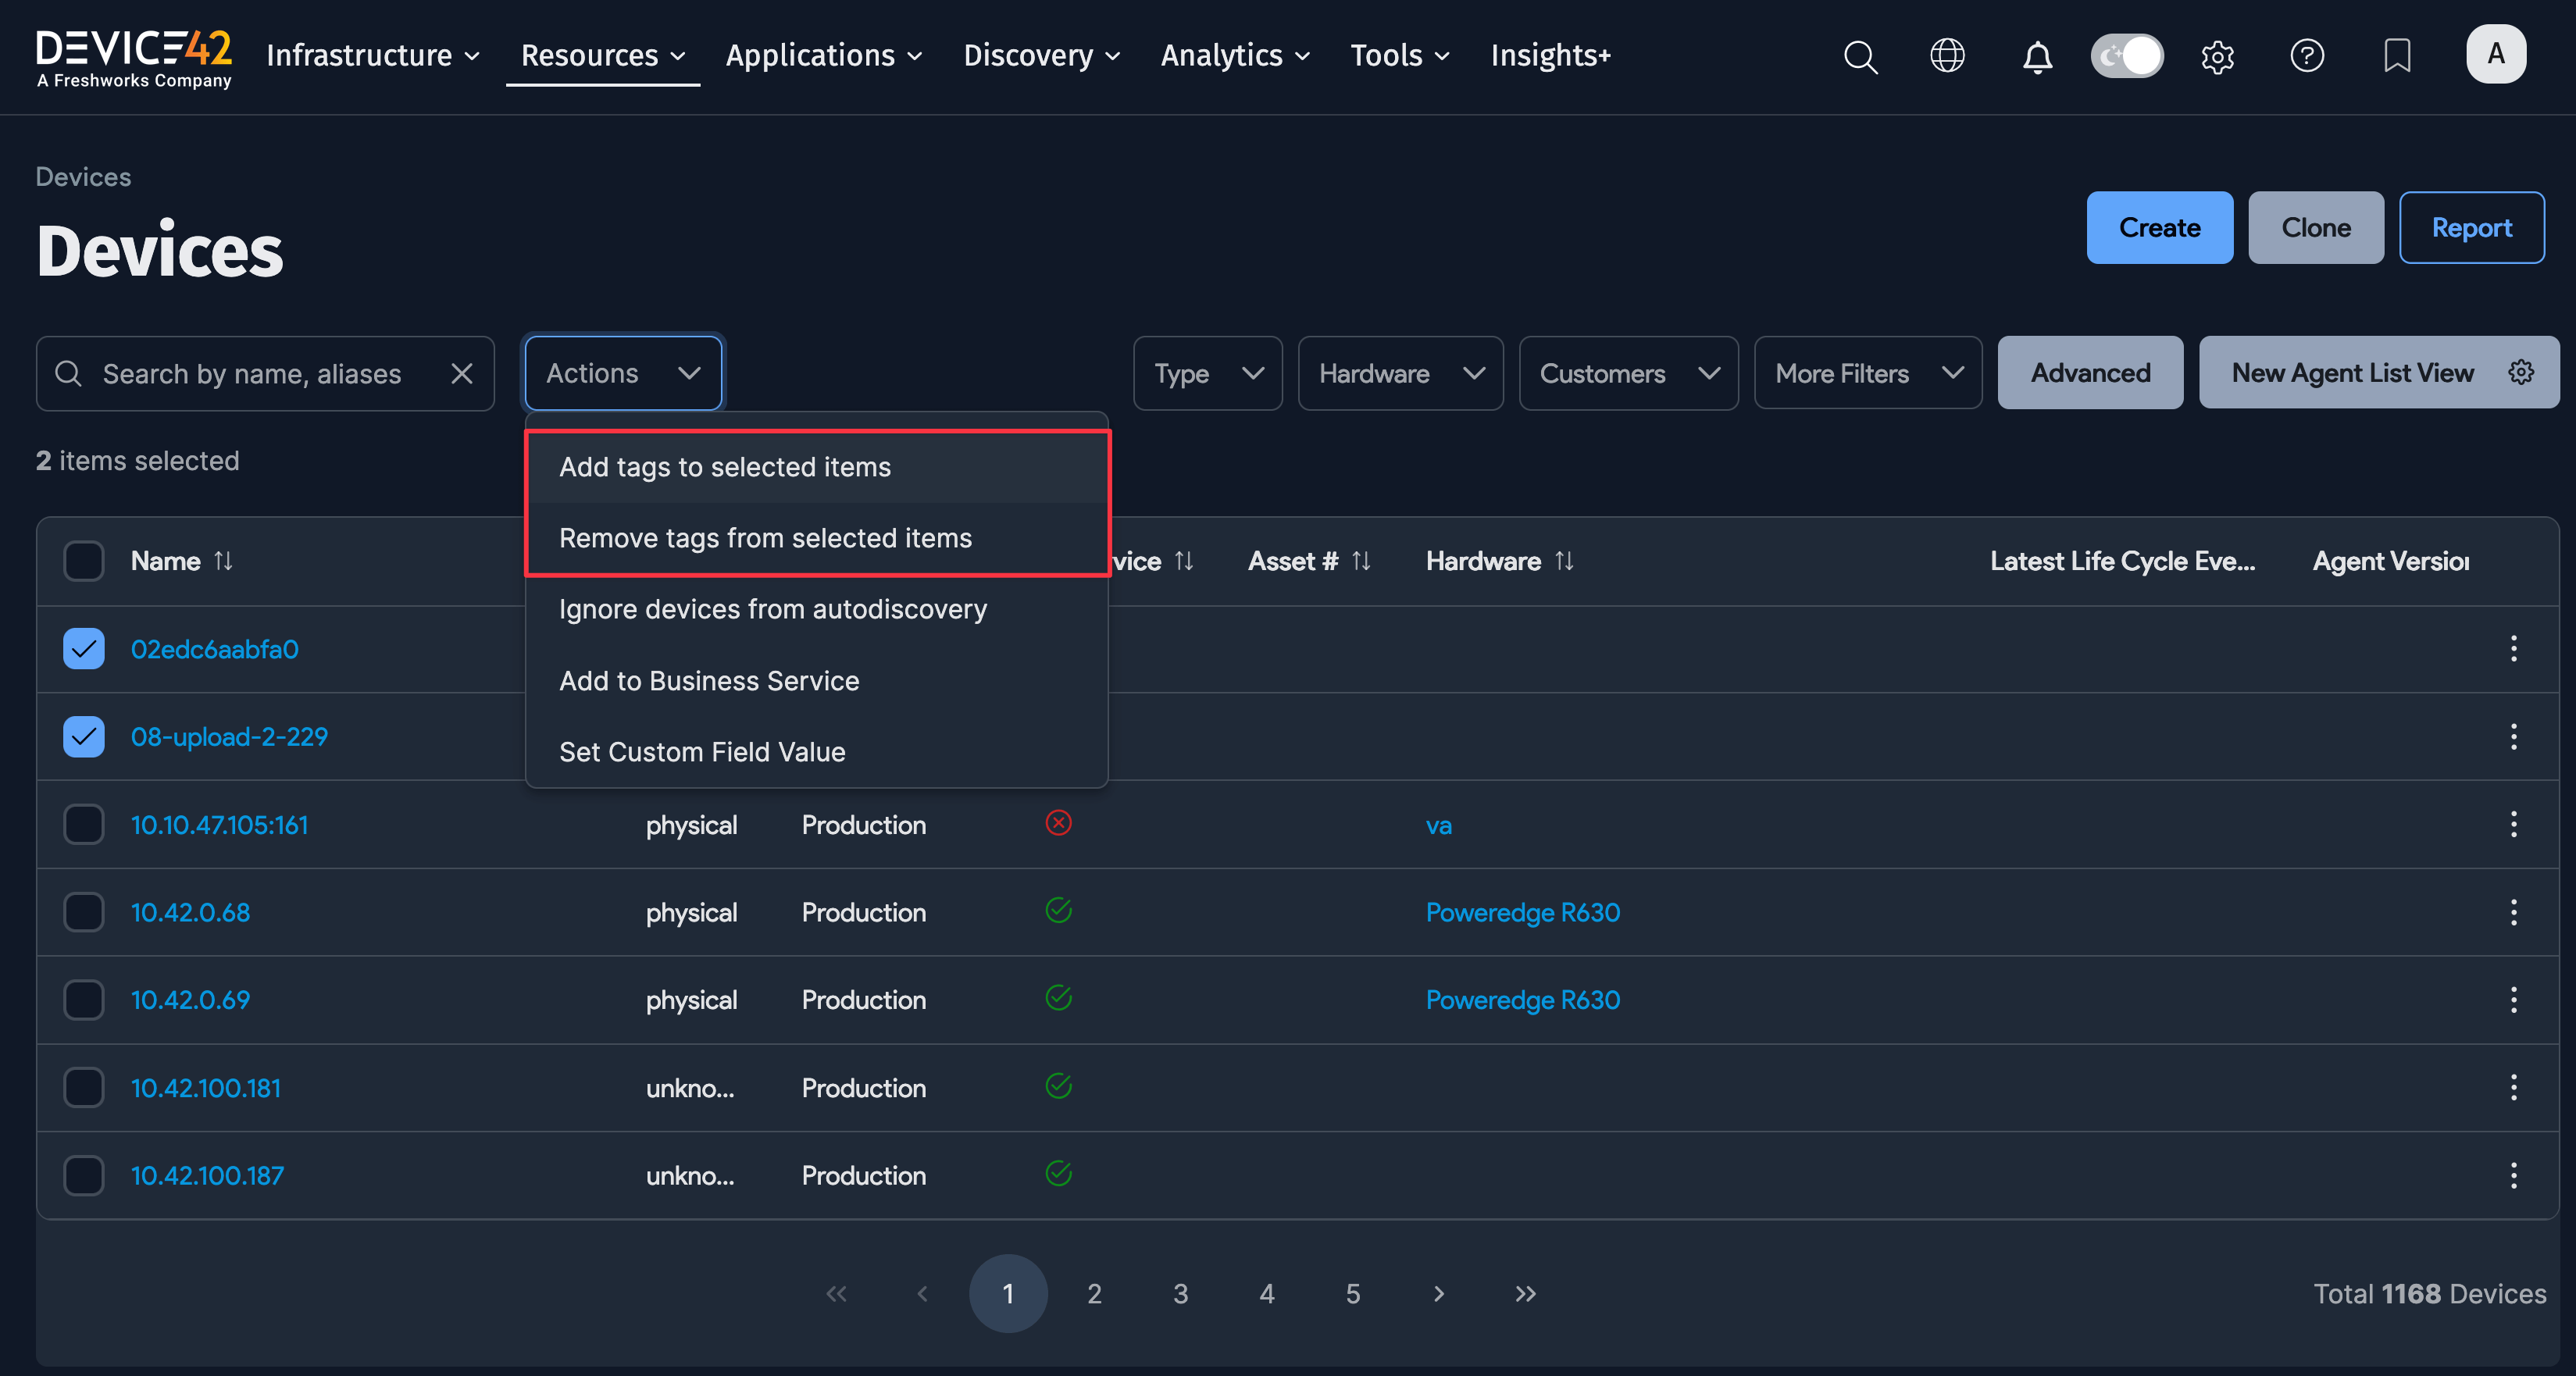 DEVICE42
A Freshworks Company
Infrastructure Resources Applications Discovery Analytics Tools Insights+
A
Devices
Devices
Create Clone Report
Search by name, aliases Actions Type Hardware Customers More Filters Advanced New Agent List View
2 items selected
Add tags to selected items
Remove tags from selected items
Ignore devices from autodiscovery
Add to Business Service
Set Custom Field Value
Name vice Asset # Hardware Latest Life Cycle Eve... Agent Version
02edc6aabfa0
08-upload-2-229
10.10.47.105:161 physical Production va
10.42.0.68 physical Production Poweredge R630
10.42.0.69 physical Production Poweredge R630
10.42.100.181 unkno... Production
10.42.100.187 unkno... Production
1 2 3 4 5
Total 1168 Devices